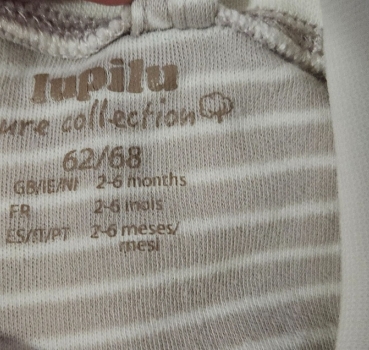 lupilu
ure collection
62/68
GB/IE/NI 2-6 months
FR 2-6 mois
ES/IT/PT 2-6 meses/
mesi